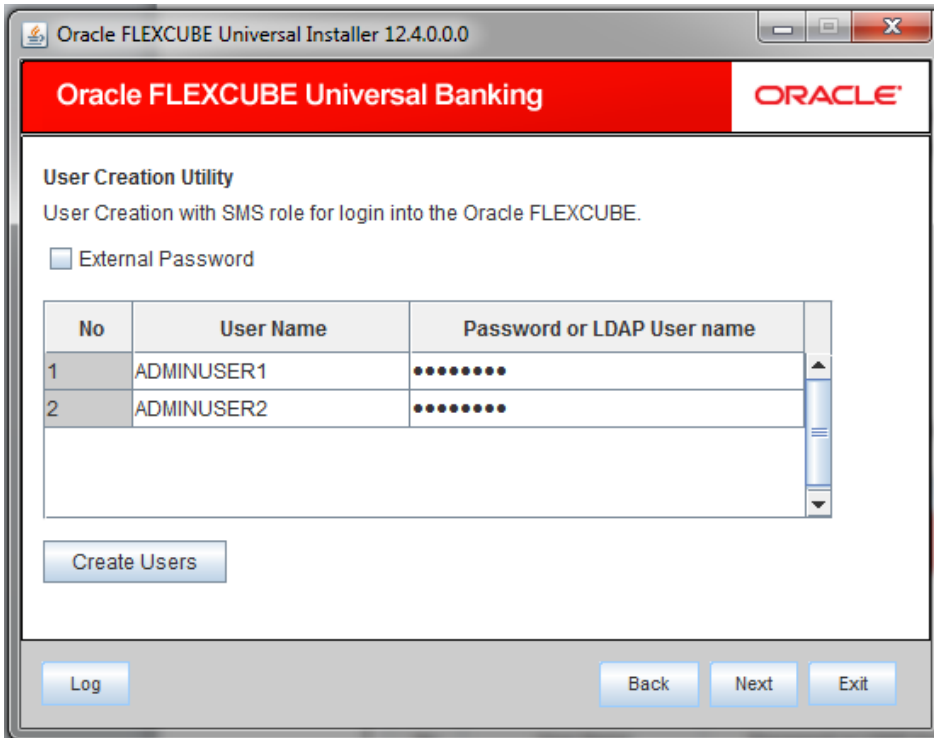 Oracle FLEXCUBE Universal Installer 12.4.0.0.0
Oracle FLEXCUBE Universal Banking
ORACLE
User Creation Utility
User Creation with SMS role for login into the Oracle FLEXCUBE.
External Password
No User Name Password or LDAP User name
1 ADMINUSER1 ••••••••
2 ADMINUSER2 ••••••••
Create Users
Log Back Next Exit